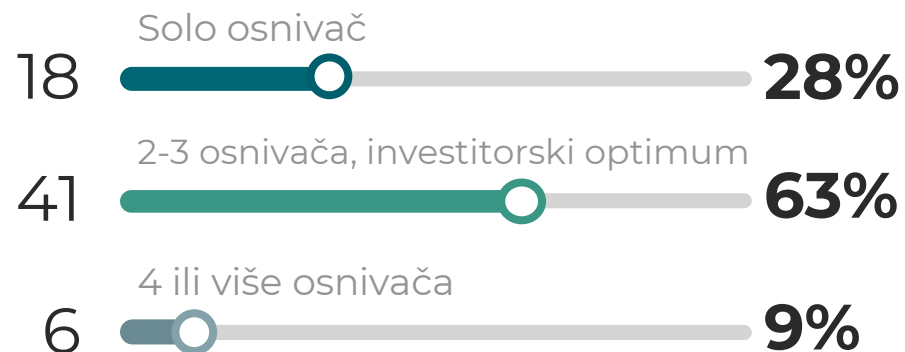 Solo osnivač
18 28%
2-3 osnivača, investitorski optimum
41 63%
4 ili više osnivača
6 9%